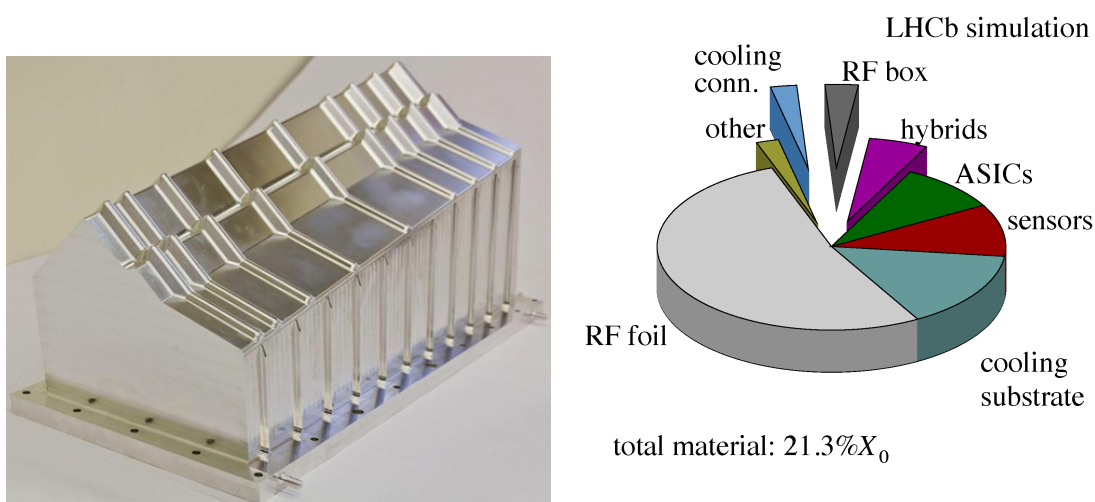 LHCb simulation
cooling
conn.
RF box
other
hybrids
ASICs
sensors
RF foil
cooling
substrate
total material: 21.3%X₀